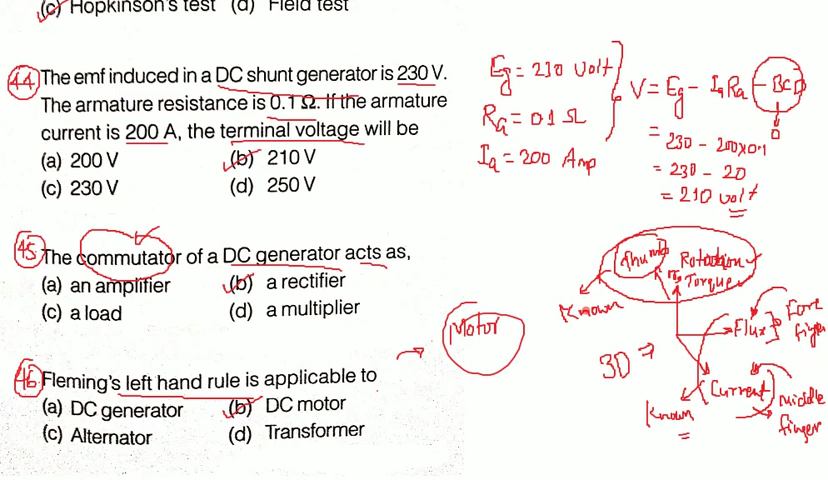 (c) Hopkinson's test (d) Field test
44 The emf induced in a DC shunt generator is 230 V.
The armature resistance is 0.1 Ω. If the armature
current is 200 A, the terminal voltage will be
(a) 200 V (b) 210 V
(c) 230 V (d) 250 V
Eg = 230 volt
Ra = 0.1 Ω
Ia = 200 Amp
V = Eg - IaRa - BCD
0
= 230 - 200x0.1
= 230 - 20
= 210 volt
45 The commutator of a DC generator acts as,
(a) an amplifier (b) a rectifier
(c) a load (d) a multiplier
46. Fleming's left hand rule is applicable to
(a) DC generator (b) DC motor
(c) Alternator (d) Transformer
Motor
Thumb Rotation
Torque
Known
Flux Fore
finger
3D
Current Middle
finger
Known